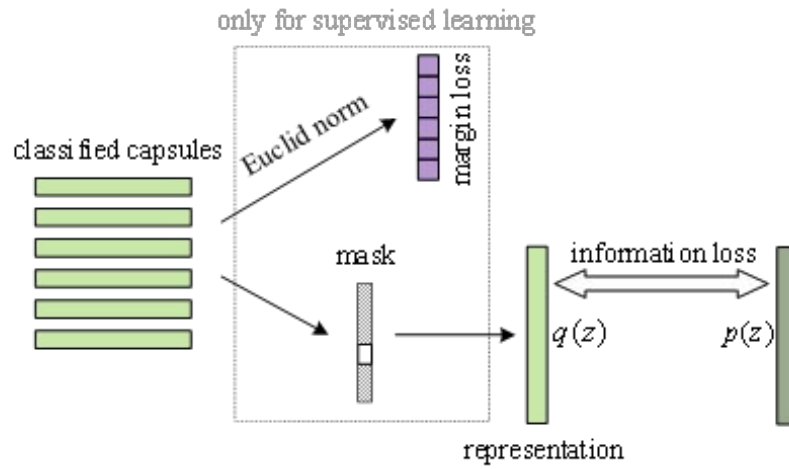 only for supervised learning
Euclid norm
margin loss
classified capsules
mask
information loss
q(z)
p(z)
representation